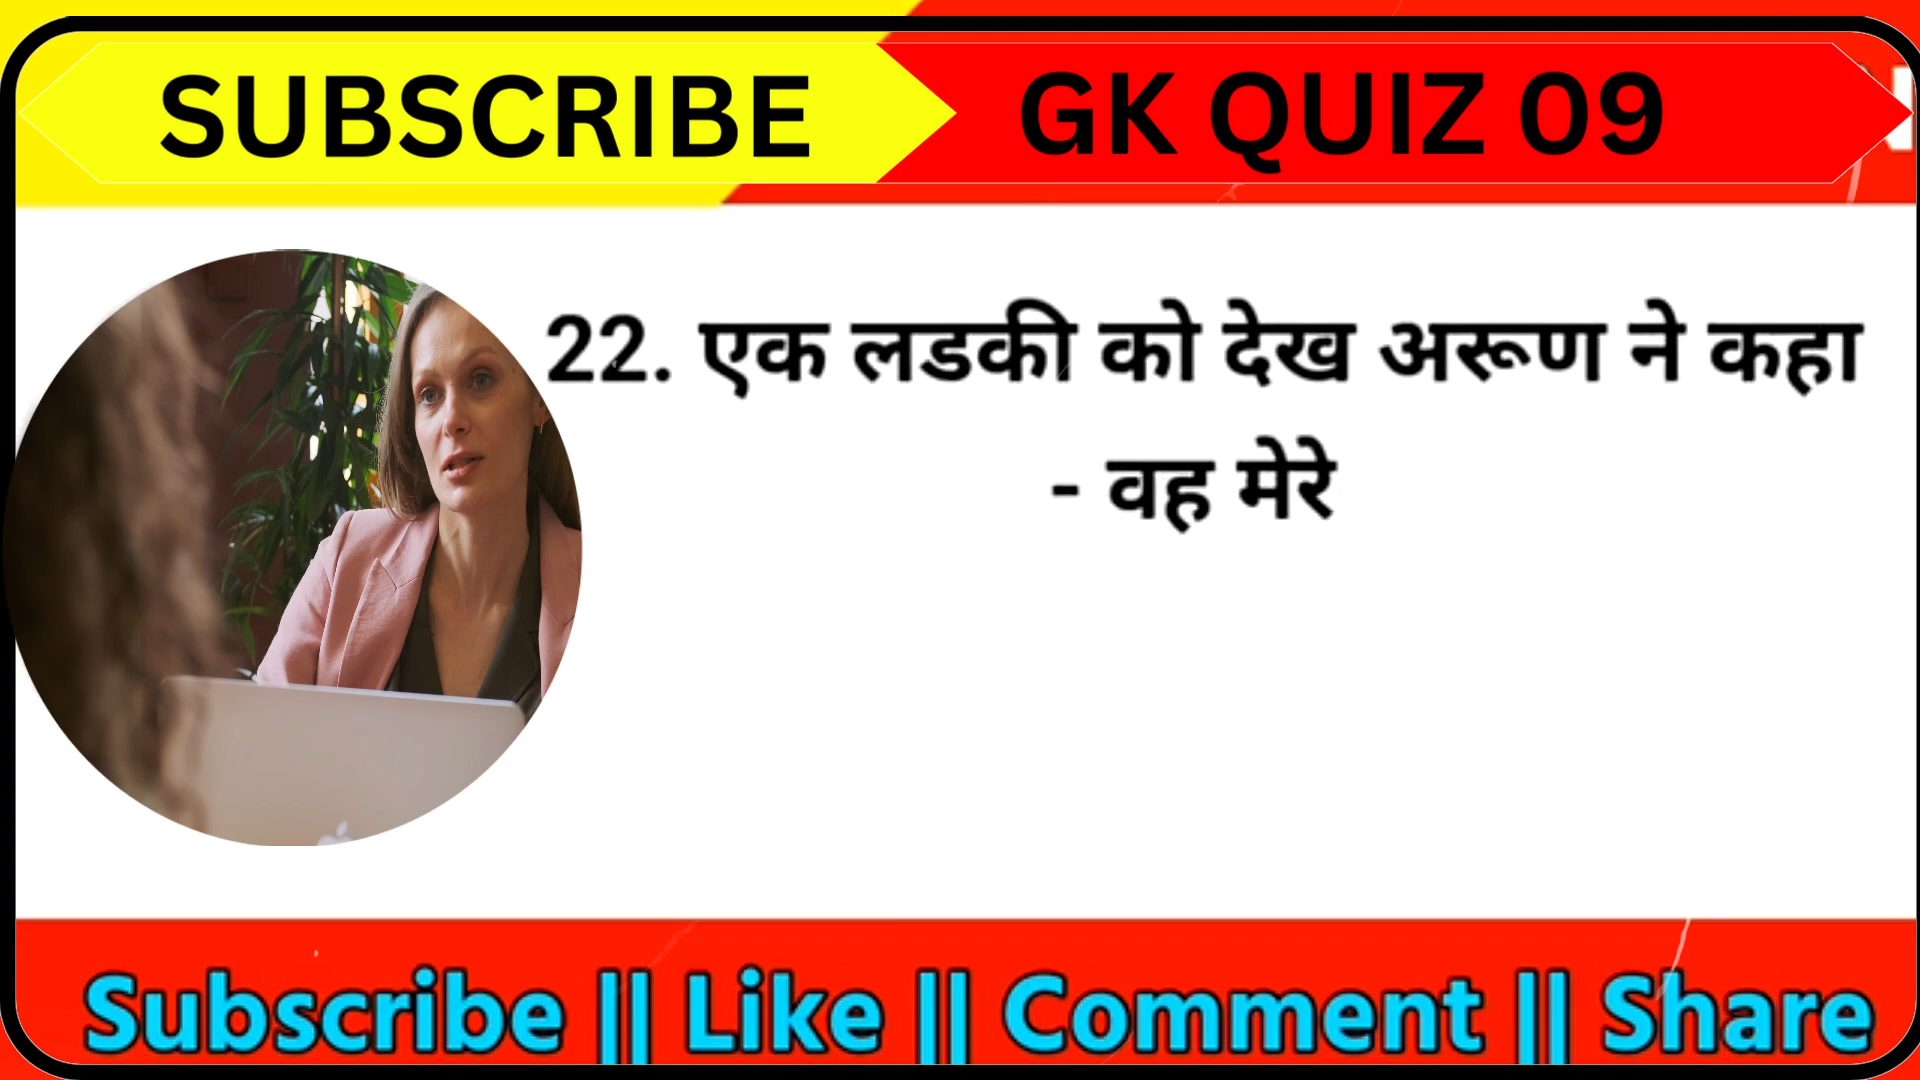 SUBSCRIBE GK QUIZ 09
22. एक लडकी को देख अरूण ने कहा
- वह मेरे
Subscribe || Like || Comment || Share